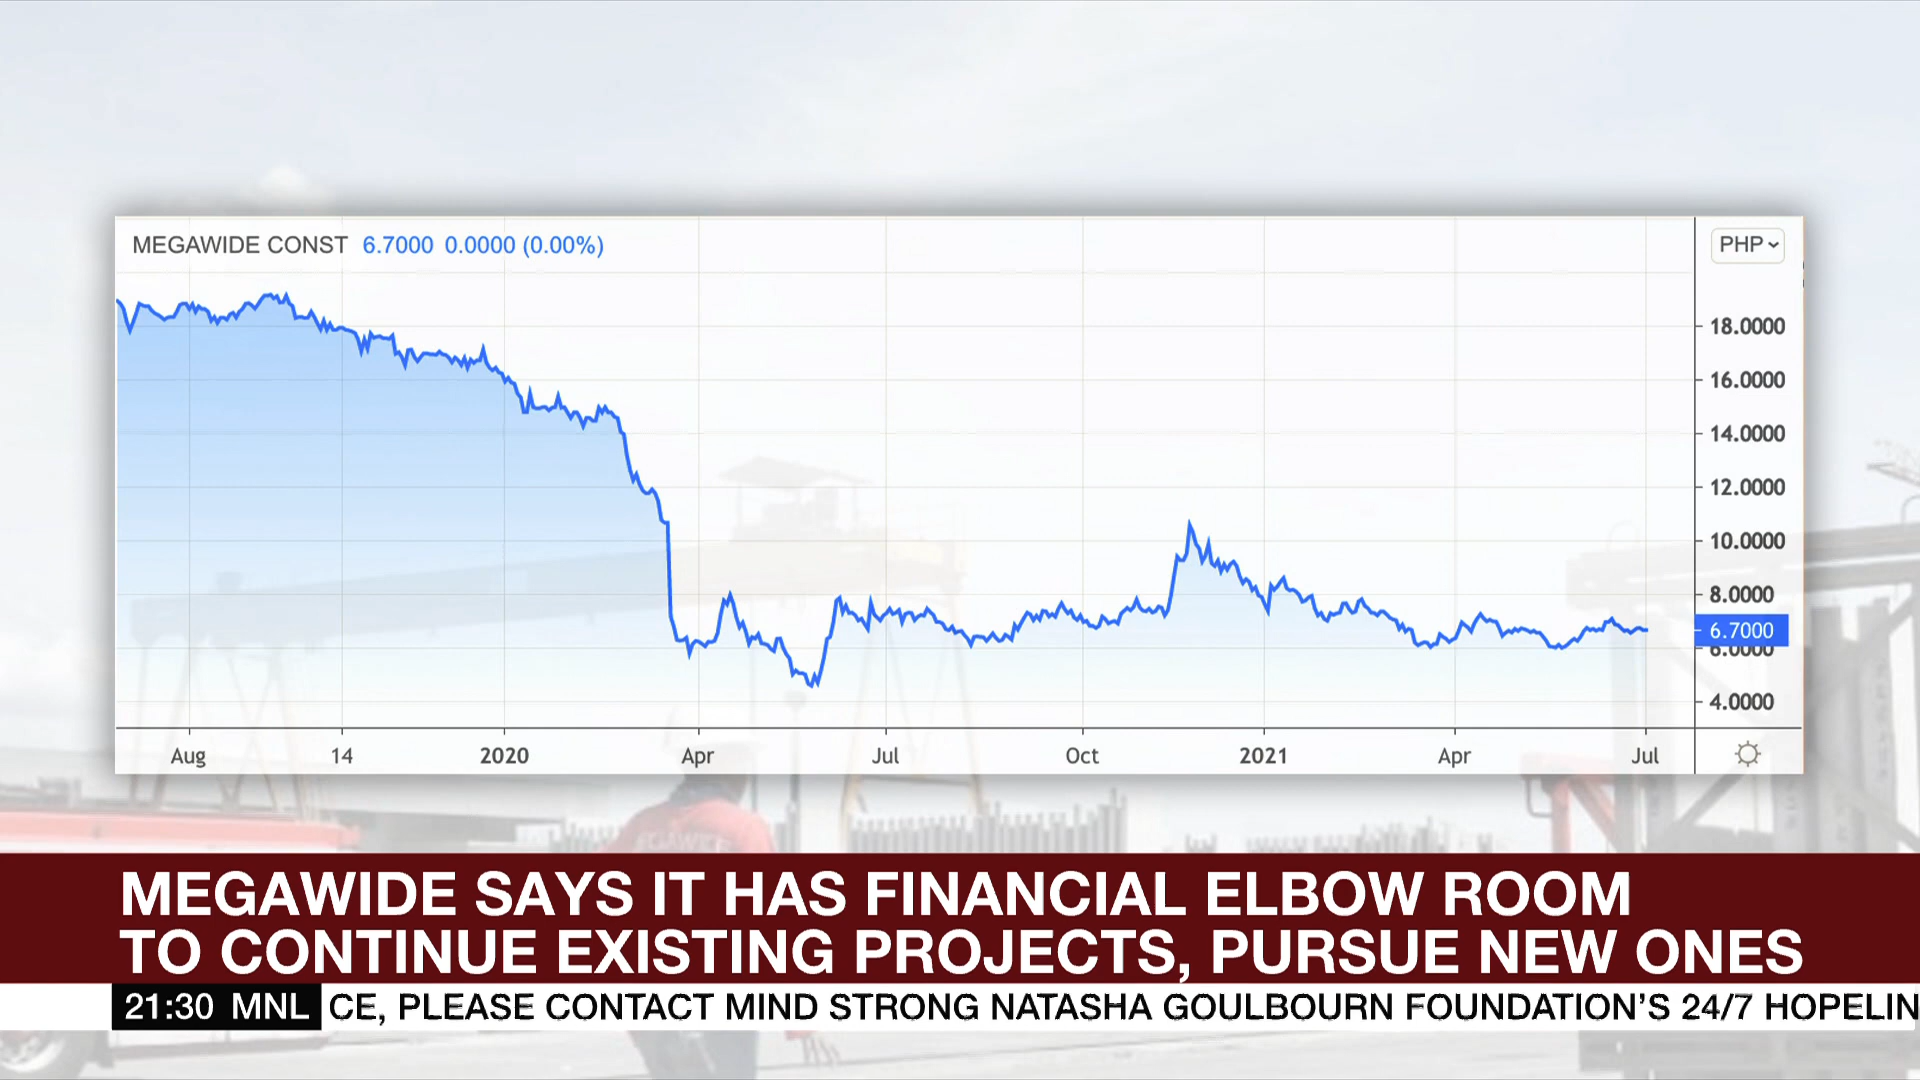 MEGAWIDE CONST 6.7000 0.0000 (0.00%)
PHP
18.0000
16.0000
14.0000
12.0000
10.0000
8.0000
6.7000
6.0000
4.0000
Aug 14 2020 Apr Jul Oct 2021 Apr Jul
MEGAWIDE SAYS IT HAS FINANCIAL ELBOW ROOM
TO CONTINUE EXISTING PROJECTS, PURSUE NEW ONES
21:30 MNL CE, PLEASE CONTACT MIND STRONG NATASHA GOULBOURN FOUNDATION'S 24/7 HOPELIN